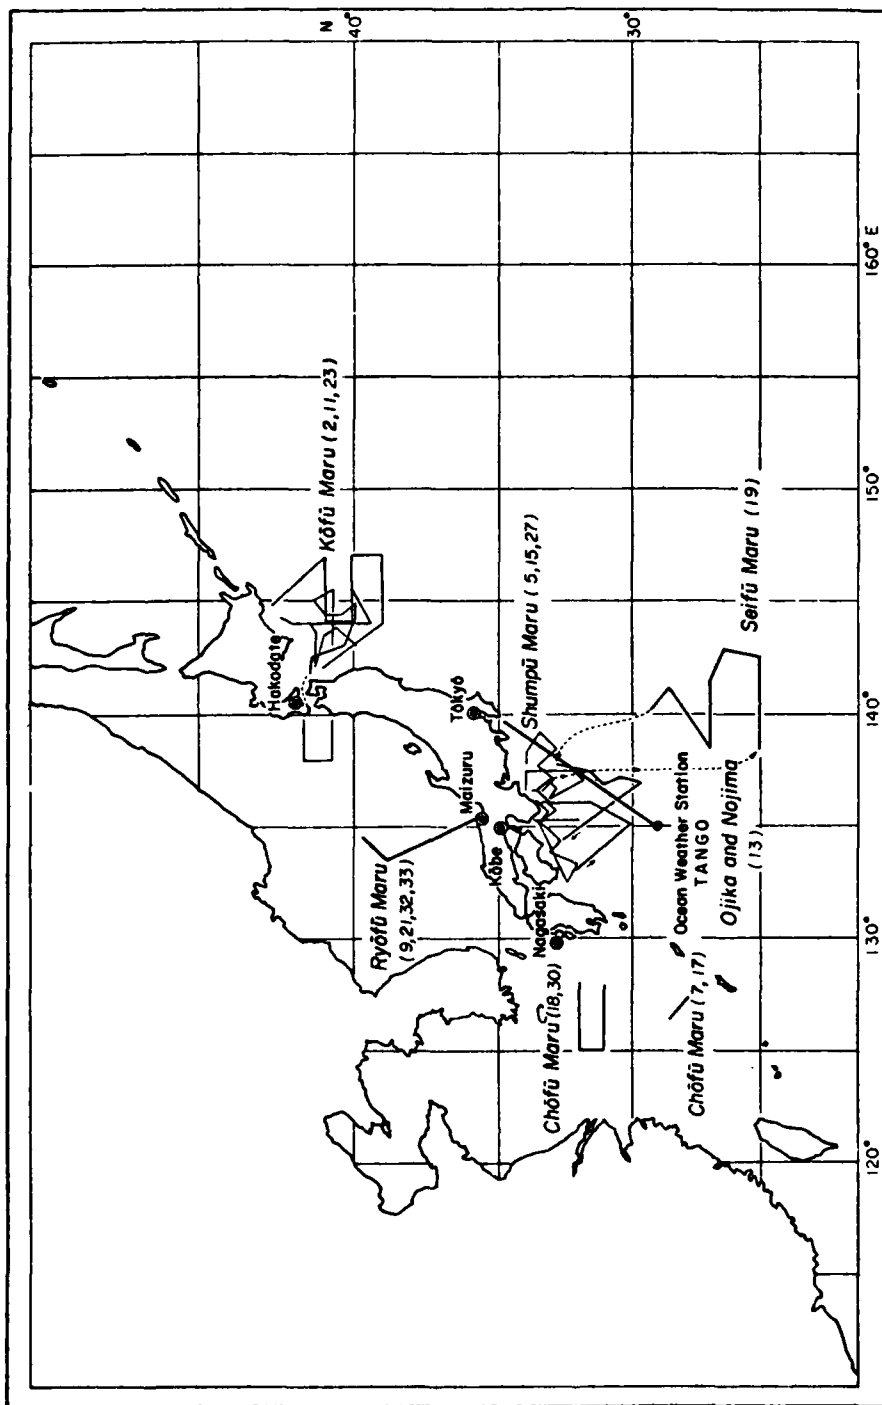 N
40°
30°
120°
130°
140°
150°
160° E
Kōfū Maru (2,11,23)
Hakodate
Tōkyō
Shumpū Maru (5,15,27)
Seifū Maru (19)
Maizuru
Kōbe
Ryōfū Maru
(9,21,32,33)
Nagasaki
Ocean Weather Station
TANGO
Ojika and Nojima
(13)
Chōfū Maru (18,30)
Chōfū Maru (7,17)